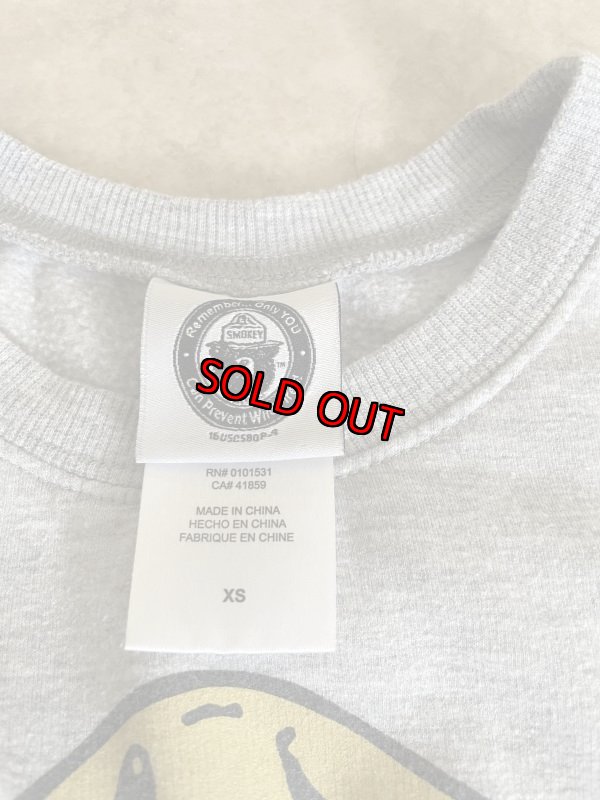 Remember... Only YOU
SMOKEY
TM
Can Prevent
SOLD OUT
RN# 0101531
CA# 41859
MADE IN CHINA
HECHO EN CHINA
FABRIQUE EN CHINE
XS